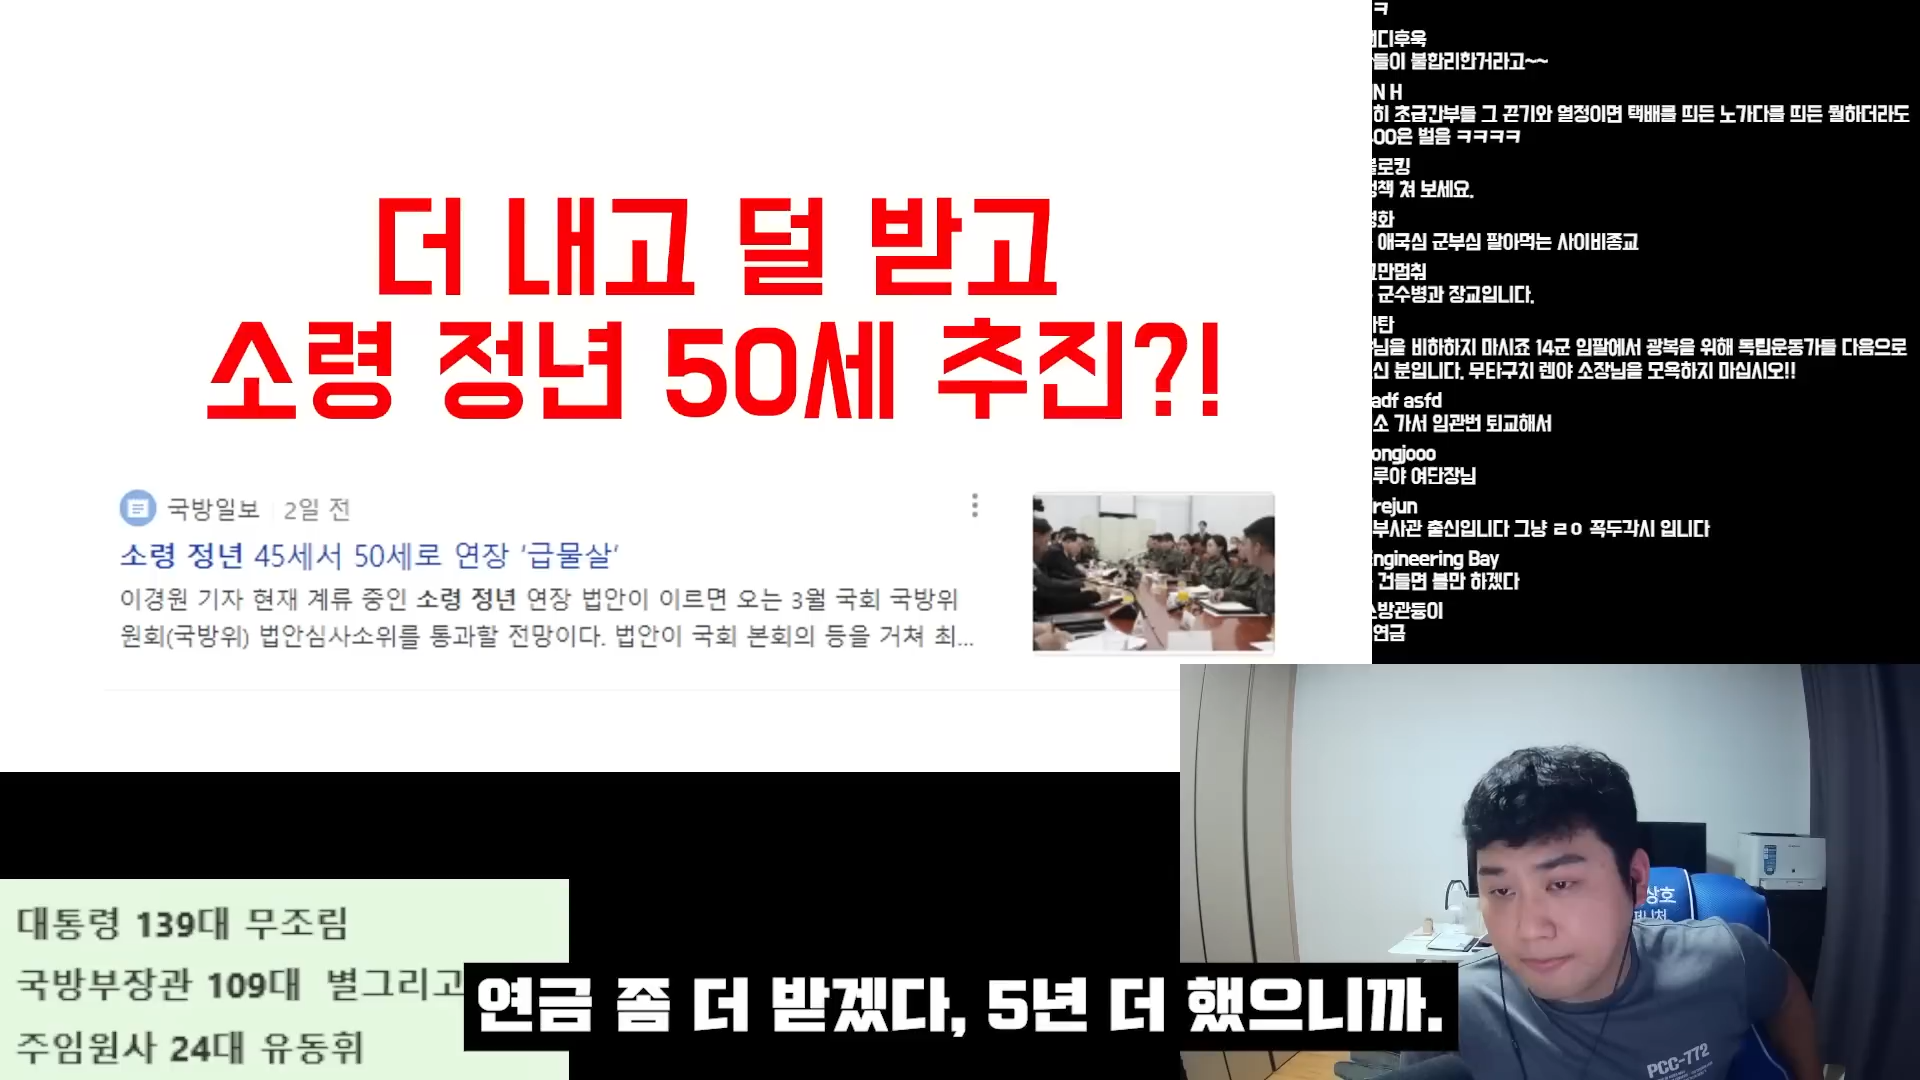 더 내고 덜 받고
소령 정년 50세 추진?!
국방일보 2일 전
소령 정년 45세서 50세로 연장 '급물살'
이경원 기자 현재 계류 중인 소령 정년 연장 법안이 이르면 오는 3월 국회 국방위
원회(국방위) 법안심사소위를 통과할 전망이다. 법안이 국회 본회의 등을 거쳐 최...
ㅋ
디후욱
들이 불합리한거라고~~
N H
히 초급간부들 그 끈기와 열정이면 택배를 띄든 노가다를 띄든 뭘하더라도
00은 벌음 ㅋㅋㅋㅋ
로킹
책 쳐 보세요.
화
애국심 군부심 팔아먹는 사이비종교
만멈춰
군수병과 장교입니다.
탄
님을 비하하지 마시죠 14군 입팔에서 광복을 위해 독립운동가들 다음으로
신 분입니다. 무타구치 렌야 소장님을 모욕하지 마십시오!!
adf asfd
소 가서 임관번 퇴교해서
ongjooo
루야 여단장님
rejun
부사관 출신입니다 그냥 ㄹㅇ 꼭두각시 입니다
ngineering Bay
건들면 볼만 하겠다
방관둥이
연금
대통령 139대 무조림
국방부장관 109대 별그리고
주임원사 24대 유동휘
연금 좀 더 받겠다, 5년 더 했으니까.
상호
PCC-772